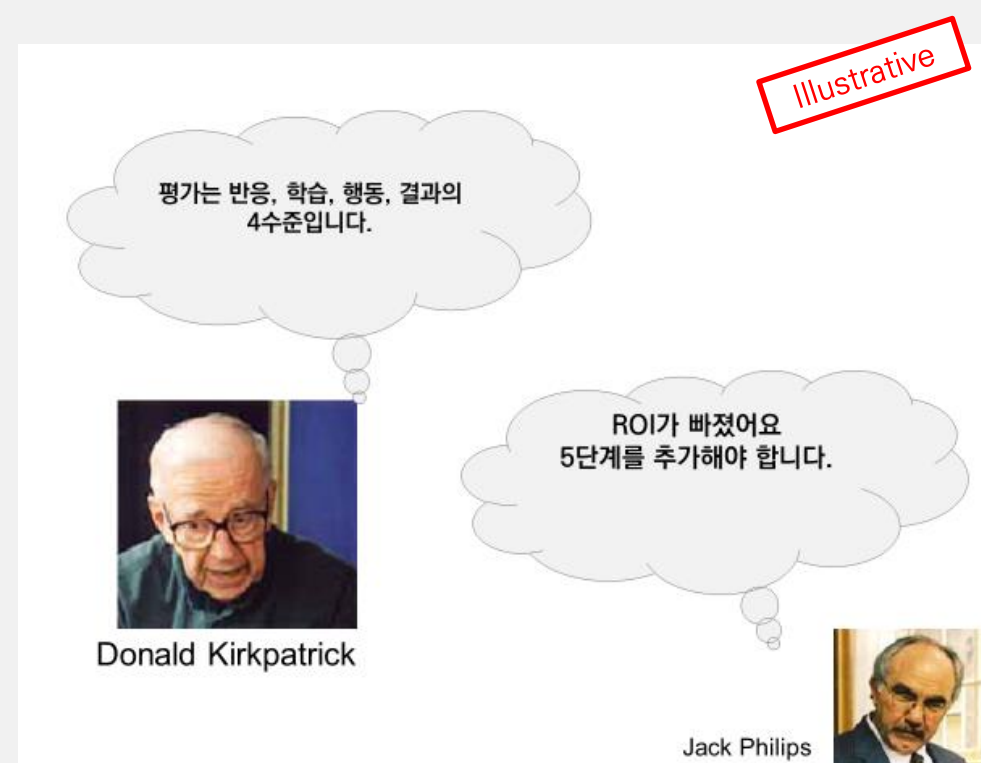 Illustrative
평가는 반응, 학습, 행동, 결과의
4수준입니다.
ROI가 빠졌어요
5단계를 추가해야 합니다.
Donald Kirkpatrick
Jack Philips